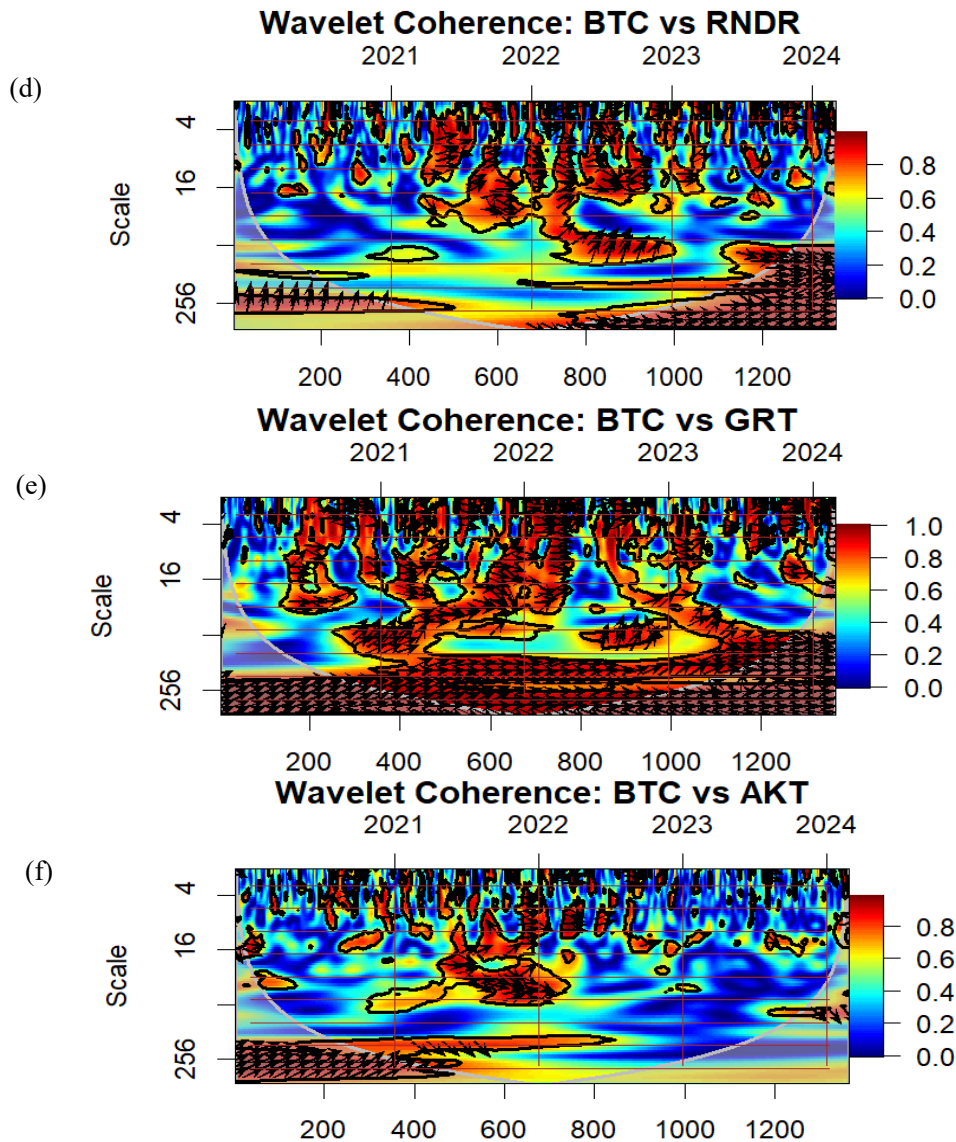 Wavelet Coherence: BTC vs RNDR
2021 2022 2023 2024
(d)
4
16
256
Scale
0.8
0.6
0.4
0.2
0.0
200 400 600 800 1000 1200
Wavelet Coherence: BTC vs GRT
2021 2022 2023 2024
(e)
4
16
256
Scale
1.0
0.8
0.6
0.4
0.2
0.0
200 400 600 800 1000 1200
Wavelet Coherence: BTC vs AKT
2021 2022 2023 2024
(f)
4
16
256
Scale
0.8
0.6
0.4
0.2
0.0
200 400 600 800 1000 1200